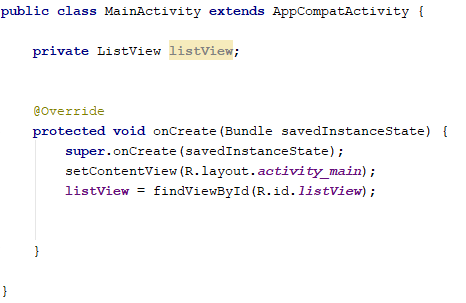 public class MainActivity extends AppCompatActivity {
private ListView listView;
@Override
protected void onCreate(Bundle savedInstanceState) {
super.onCreate(savedInstanceState);
setContentView(R.layout.activity_main);
listView = findViewById(R.id.listView);
}
}